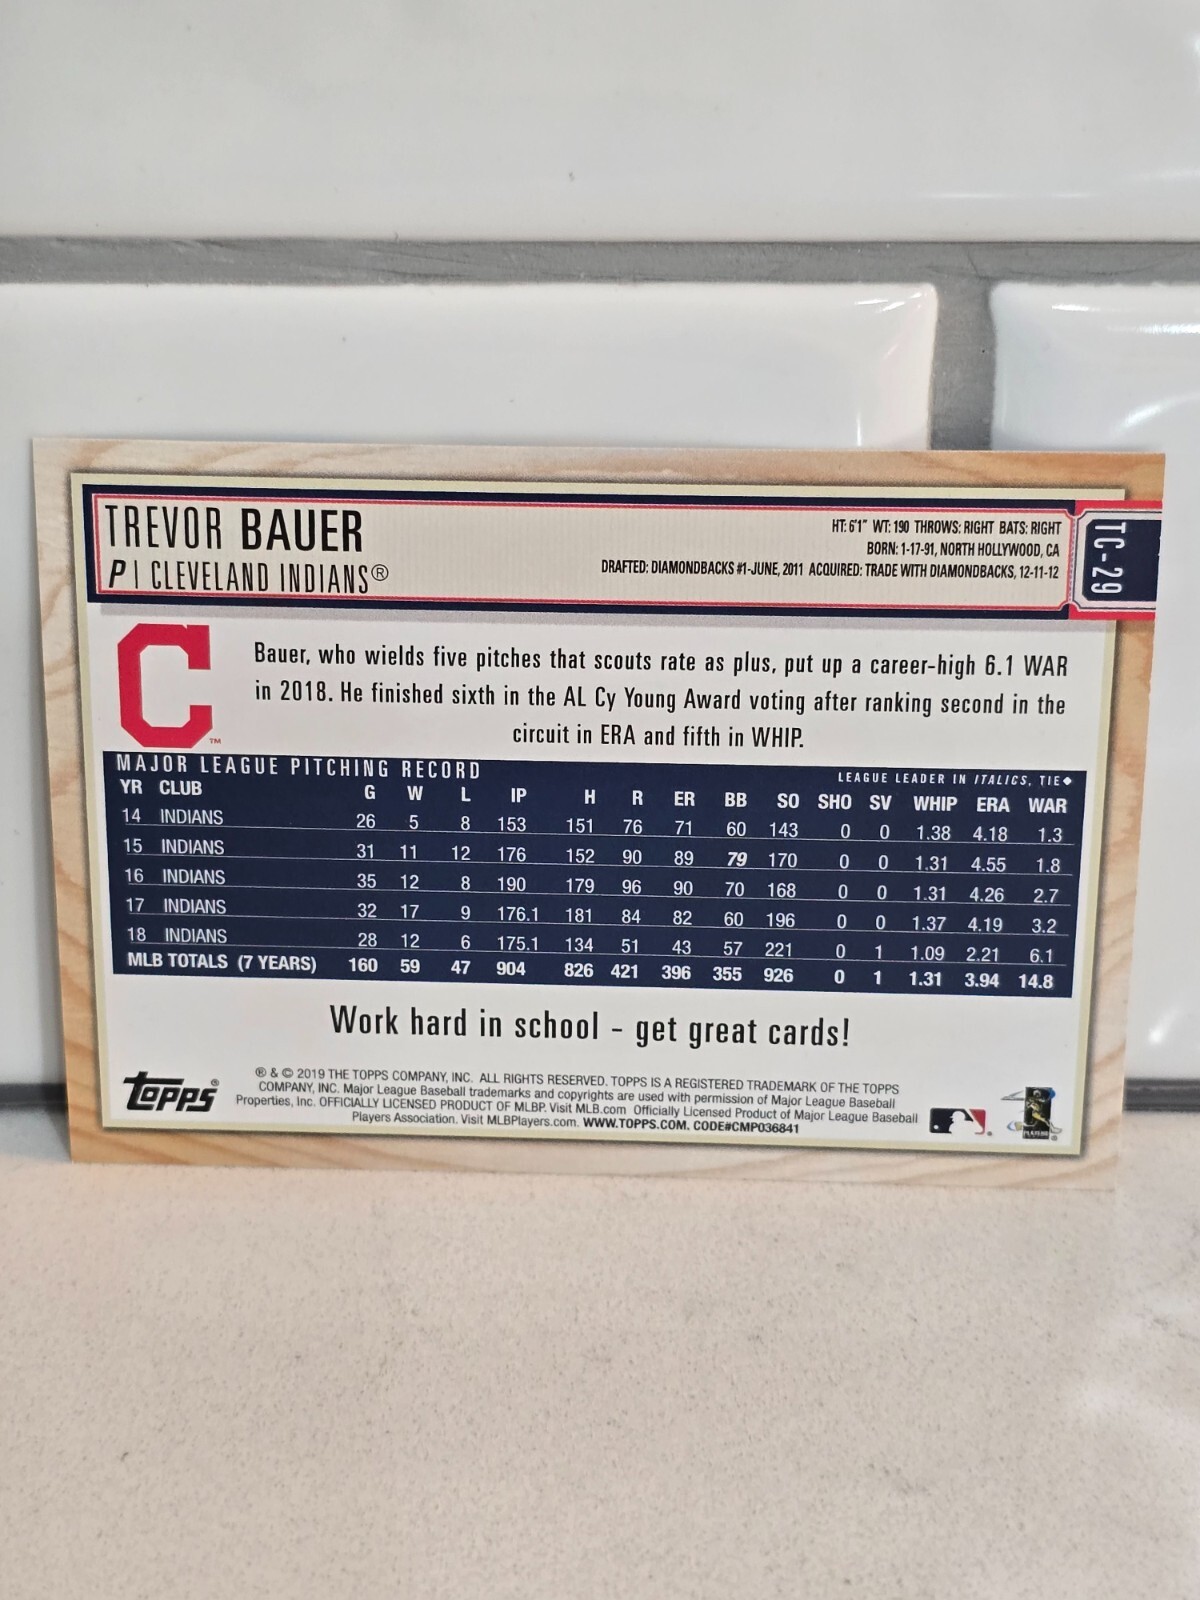 TREVOR BAUER
P | CLEVELAND INDIANS®
HT: 6'1" WT: 190 THROWS: RIGHT BATS: RIGHT
BORN: 1-17-91, NORTH HOLLYWOOD, CA
DRAFTED: DIAMONDBACKS #1-JUNE, 2011 ACQUIRED: TRADE WITH DIAMONDBACKS, 12-11-12
TC-29
C™
Bauer, who wields five pitches that scouts rate as plus, put up a career-high 6.1 WAR
in 2018. He finished sixth in the AL Cy Young Award voting after ranking second in the
circuit in ERA and fifth in WHIP.
MAJOR LEAGUE PITCHING RECORD
LEAGUE LEADER IN ITALICS, TIE◆
YR CLUB G W L IP H R ER BB SO SHO SV WHIP ERA WAR
14 INDIANS 26 5 8 153 151 76 71 60 143 0 0 1.38 4.18 1.3
15 INDIANS 31 11 12 176 152 90 89 79 170 0 0 1.31 4.55 1.8
16 INDIANS 35 12 8 190 179 96 90 70 168 0 0 1.31 4.26 2.7
17 INDIANS 32 17 9 176.1 181 84 82 60 196 0 0 1.37 4.19 3.2
18 INDIANS 28 12 6 175.1 134 51 43 57 221 0 1 1.09 2.21 6.1
MLB TOTALS (7 YEARS) 160 59 47 904 826 421 396 355 926 0 1 1.31 3.94 14.8
Work hard in school - get great cards!
Topps®
® & © 2019 THE TOPPS COMPANY, INC. ALL RIGHTS RESERVED. TOPPS IS A REGISTERED TRADEMARK OF THE TOPPS
COMPANY, INC. Major League Baseball trademarks and copyrights are used with permission of Major League Baseball
Properties, Inc. OFFICIALLY LICENSED PRODUCT OF MLBP. Visit MLB.com Officially Licensed Product of Major League Baseball
Players Association. Visit MLBPlayers.com. WWW.TOPPS.COM. CODE#CMP036841